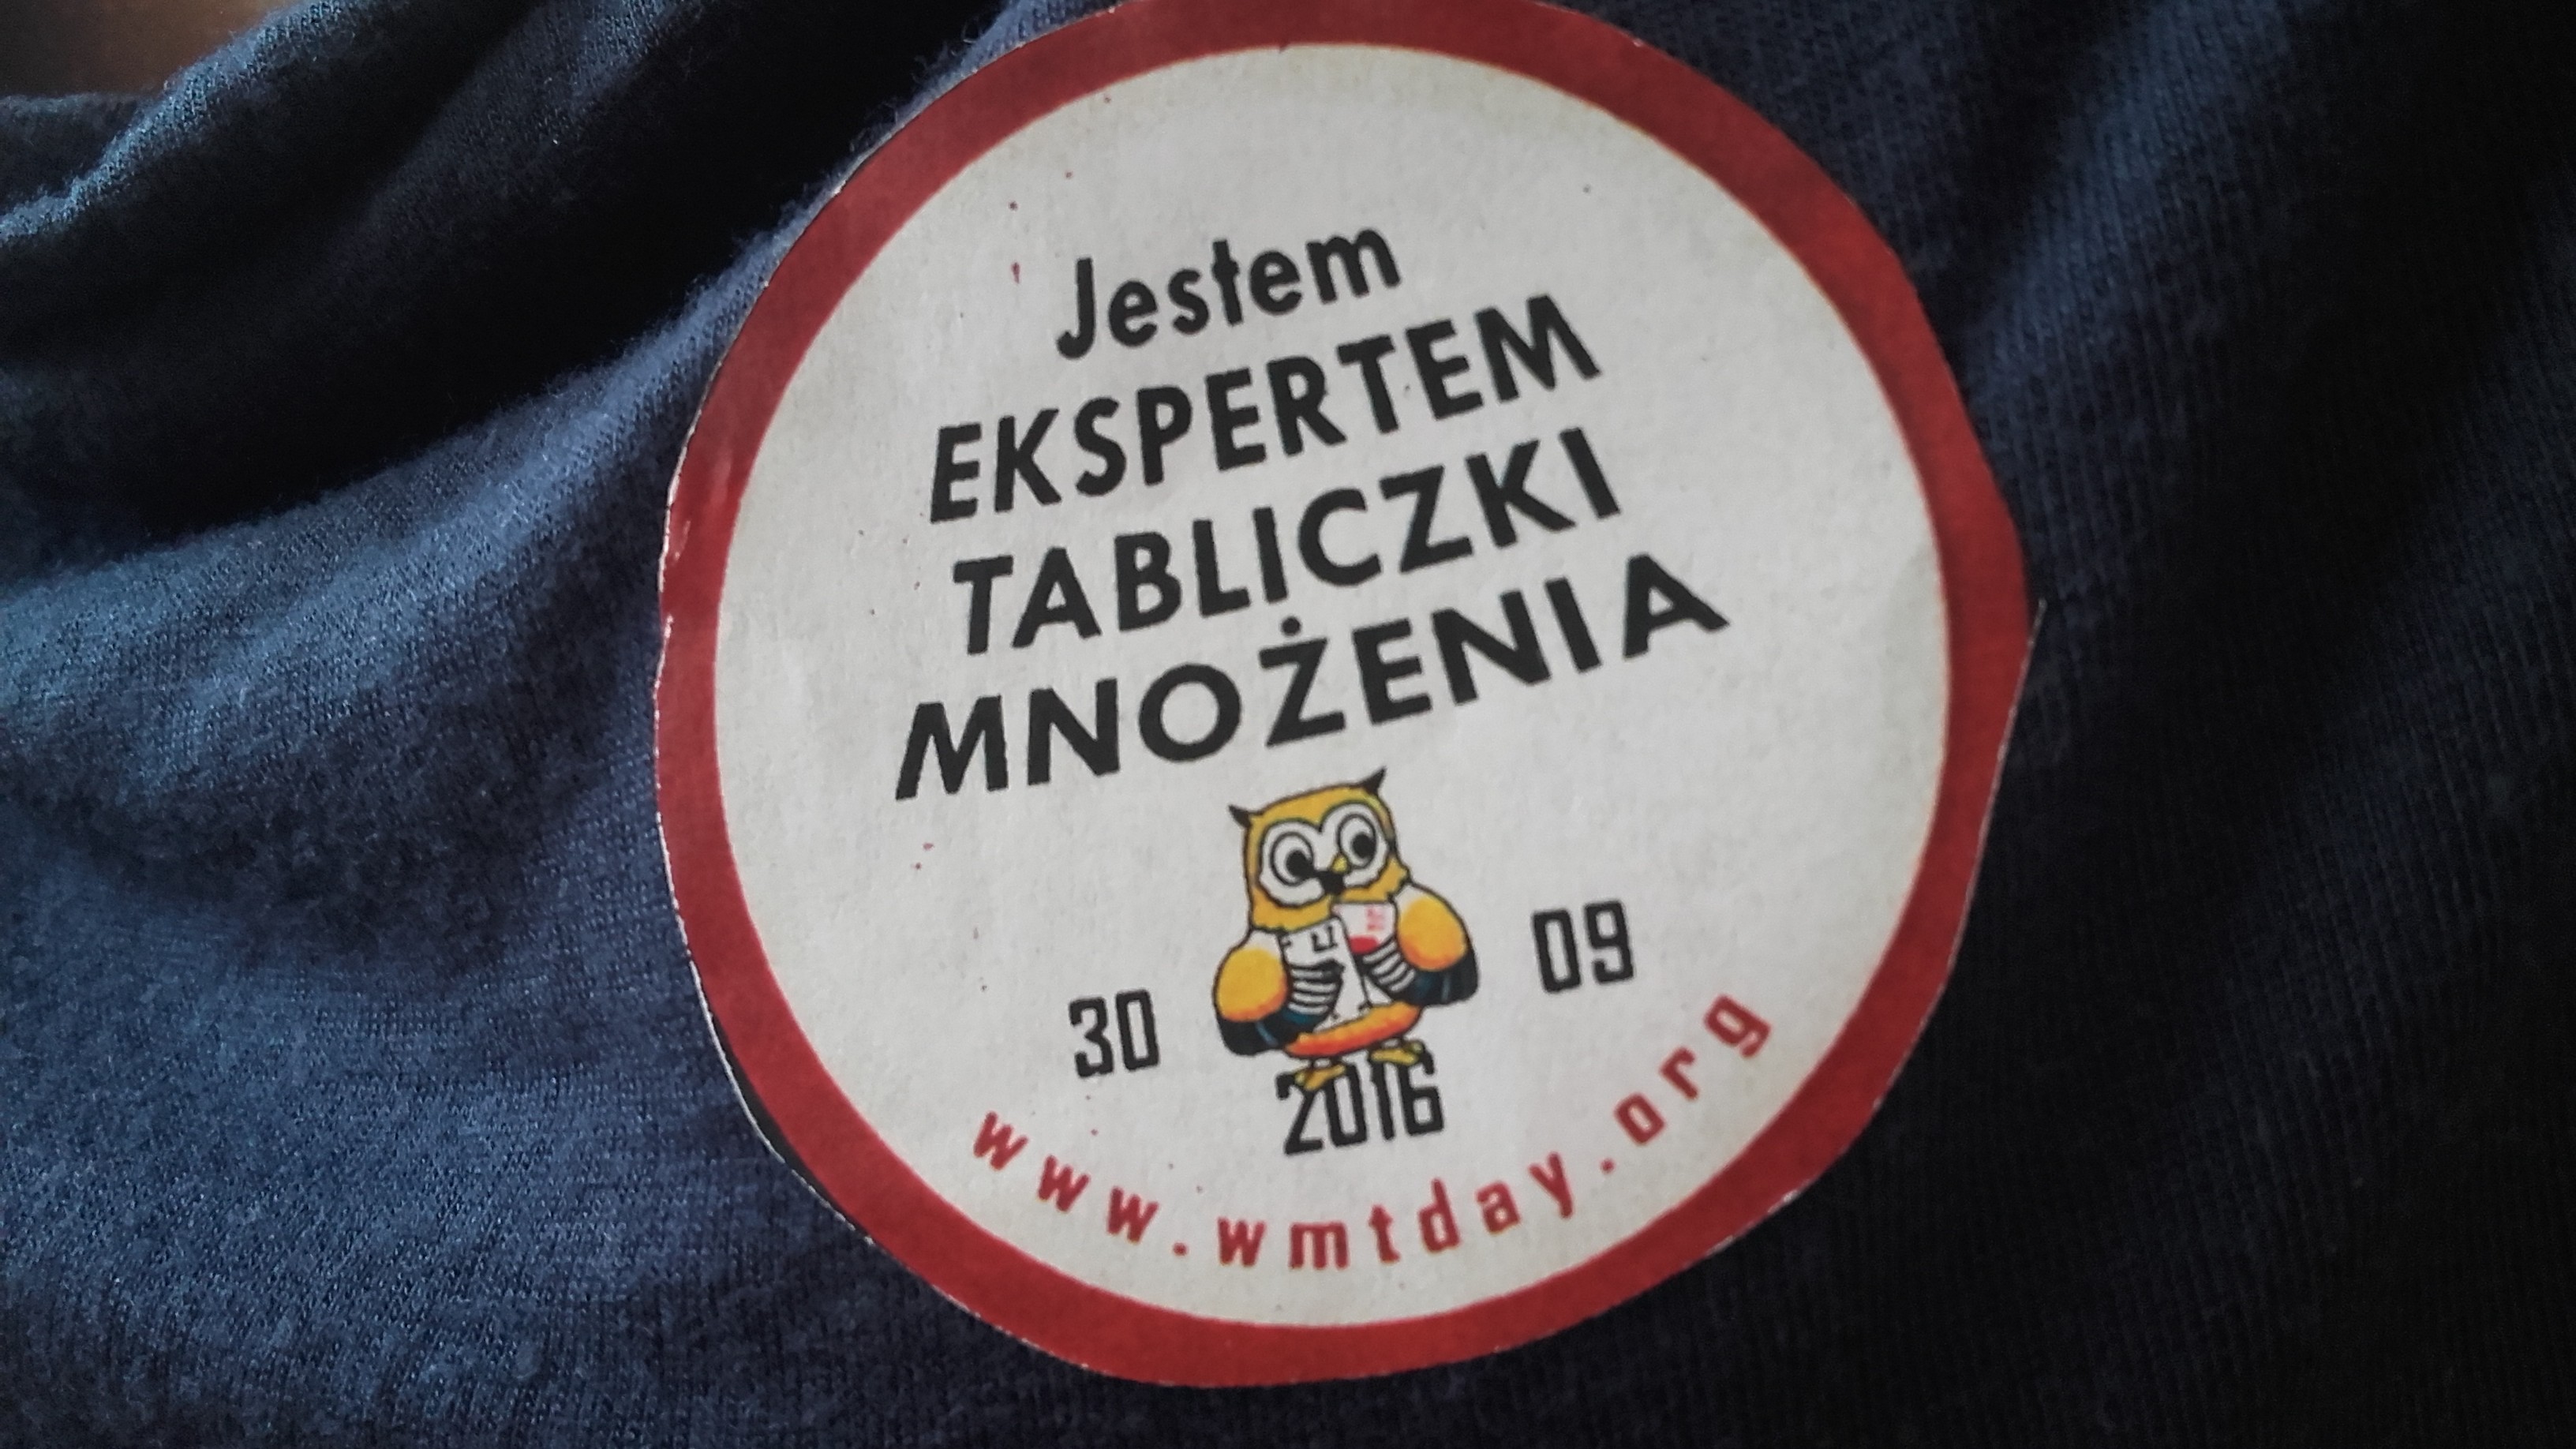 Jestem
EKSPERTEM
TABLICZKI
MNOŻENIA
30 09
2016
www.wmtday.org